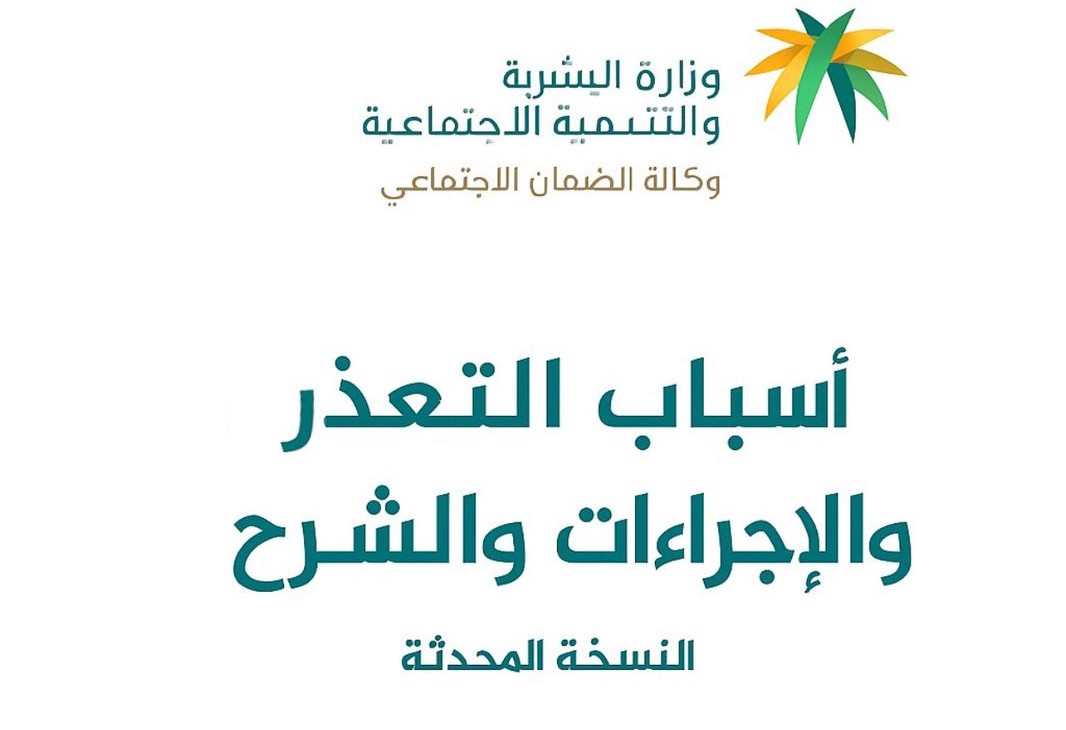 وزارة البشرية
والتنمية الاجتماعية
وكالة الضمان الاجتماعي
أسباب التعذر
والإجراءات والشرح
النسخة المحدثة